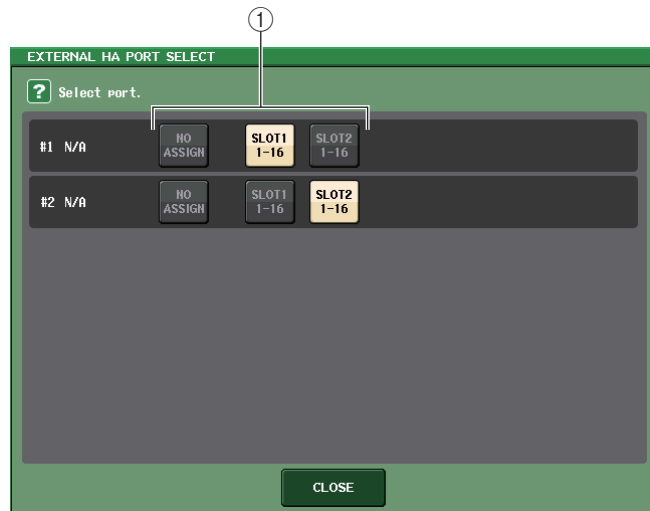 ①
EXTERNAL HA PORT SELECT
? Select port.
#1 N/A
NO
ASSIGN
SLOT1
1-16
SLOT2
1-16
#2 N/A
NO
ASSIGN
SLOT1
1-16
SLOT2
1-16
CLOSE